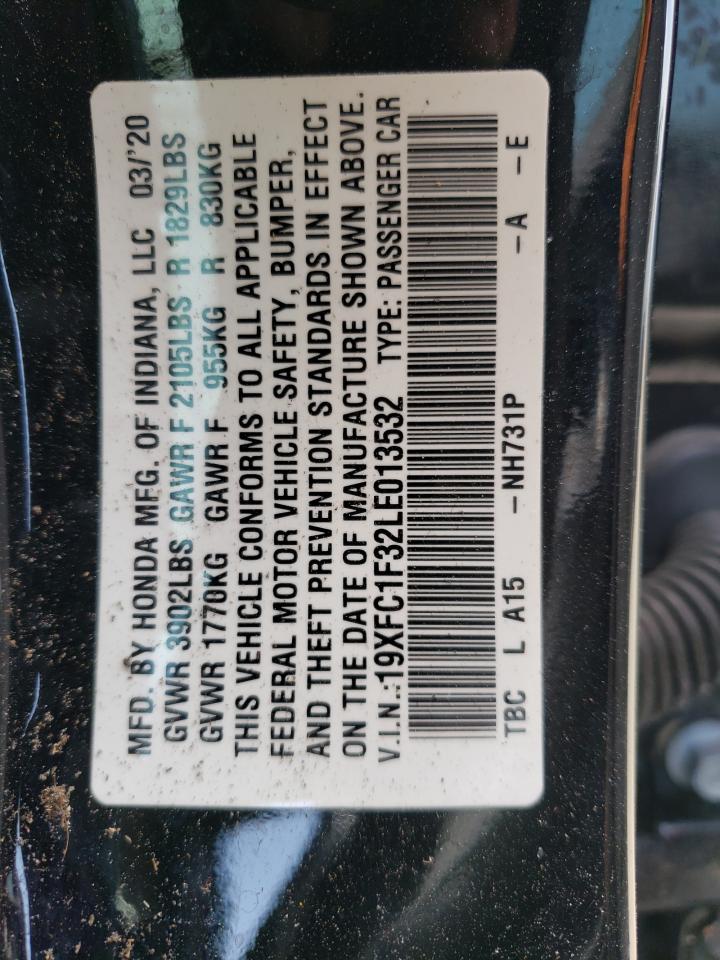 MFD. BY HONDA MFG. OF INDIANA, LLC 03/'20
GVWR 3902LBS GAWR F 2105LBS R 1829LBS
GVWR 1770KG GAWR F 955KG R 830KG
THIS VEHICLE CONFORMS TO ALL APPLICABLE
FEDERAL MOTOR VEHICLE SAFETY, BUMPER,
AND THEFT PREVENTION STANDARDS IN EFFECT
ON THE DATE OF MANUFACTURE SHOWN ABOVE.
V.I.N.:19XFC1F32LE013532 TYPE: PASSENGER CAR
TBC L A15 -NH731P -A -E